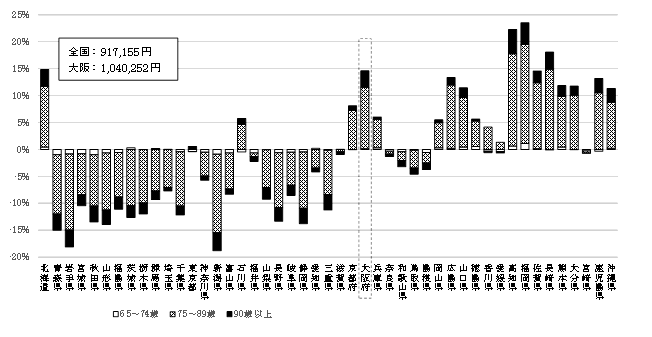 25%
20%
15%
10%
5%
0%
-5%
-10%
-15%
-20%
全国：917,155円
大阪：1,040,252円
北海道
青森県
岩手県
宮城県
秋田県
山形県
福島県
茨城県
栃木県
群馬県
埼玉県
千葉県
東京都
神奈川県
新潟県
富山県
石川県
福井県
山梨県
長野県
岐阜県
静岡県
愛知県
三重県
滋賀県
京都府
大阪府
兵庫県
奈良県
和歌山県
鳥取県
島根県
岡山県
広島県
山口県
徳島県
香川県
愛媛県
高知県
福岡県
佐賀県
長崎県
熊本県
大分県
宮崎県
鹿児島県
沖縄県
65～74歳
75～89歳
90歳以上